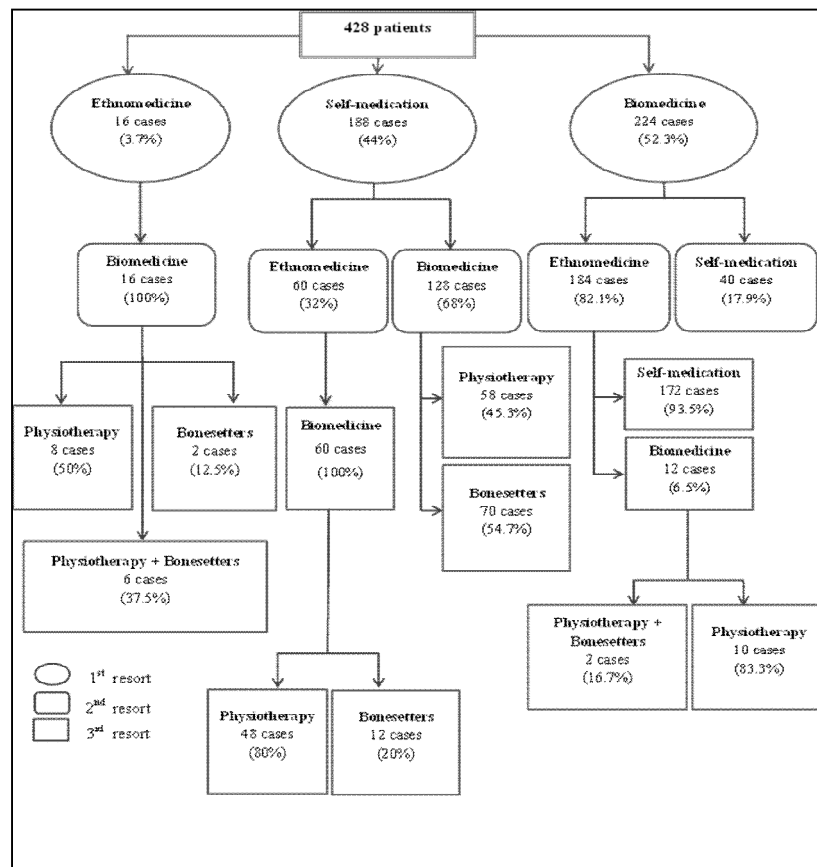 428 patients
Ethnomedicine
16 cases
(3.7%)
Self-medication
188 cases
(44%)
Biomedicine
224 cases
(52.3%)
Biomedicine
16 cases
(100%)
Ethnomedicine
60 cases
(32%)
Biomedicine
128 cases
(68%)
Ethnomedicine
184 cases
(82.1%)
Self-medication
40 cases
(17.9%)
Physiotherapy
8 cases
(50%)
Bonesetters
2 cases
(12.5%)
Biomedicine
60 cases
(100%)
Physiotherapy
58 cases
(45.3%)
Bonesetters
70 cases
(54.7%)
Self-medication
172 cases
(93.5%)
Biomedicine
12 cases
(6.5%)
Physiotherapy + Bonesetters
6 cases
(37.5%)
Physiotherapy +
Bonesetters
2 cases
(16.7%)
Physiotherapy
10 cases
(83.3%)
Physiotherapy
48 cases
(80%)
Bonesetters
12 cases
(20%)
1st resort
2nd resort
3rd resort